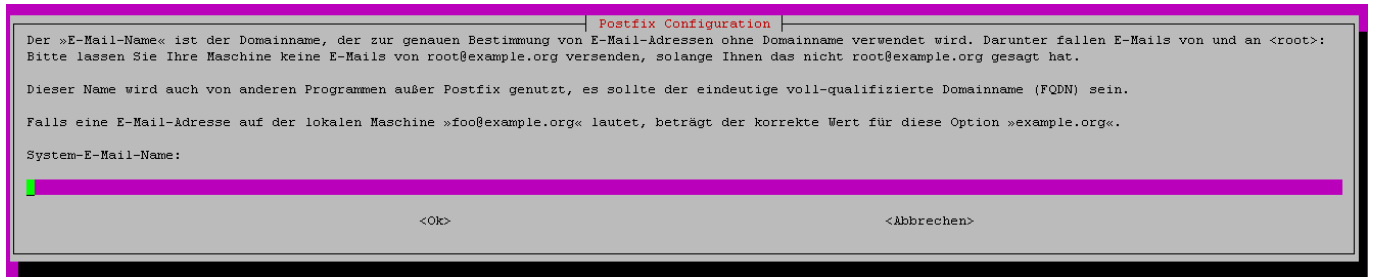 Postfix Configuration
Der »E-Mail-Name« ist der Domainname, der zur genauen Bestimmung von E-Mail-Adressen ohne Domainname verwendet wird. Darunter fallen E-Mails von und an <root>:
Bitte lassen Sie Ihre Maschine keine E-Mails von root@example.org versenden, solange Ihnen das nicht root@example.org gesagt hat.
Dieser Name wird auch von anderen Programmen außer Postfix genutzt, es sollte der eindeutige voll-qualifizierte Domainname (FQDN) sein.
Falls eine E-Mail-Adresse auf der lokalen Maschine »foo@example.org« lautet, beträgt der korrekte Wert für diese Option »example.org«.
System-E-Mail-Name:
<Ok> <Abbrechen>